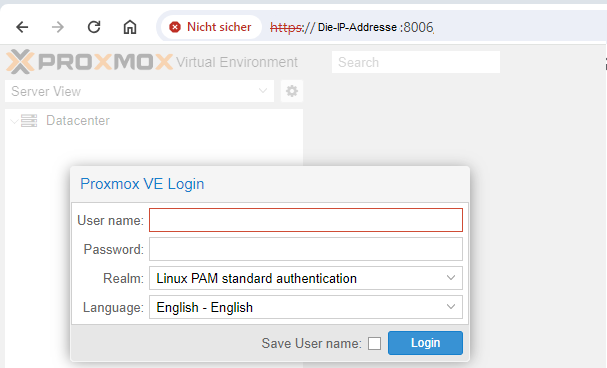 Nicht sicher https://Die-IP-Addresse:8006
PROXMOX Virtual Environment Search
Server View
Datacenter
Proxmox VE Login
User name:
Password:
Realm: Linux PAM standard authentication
Language: English - English
Save User name: Login